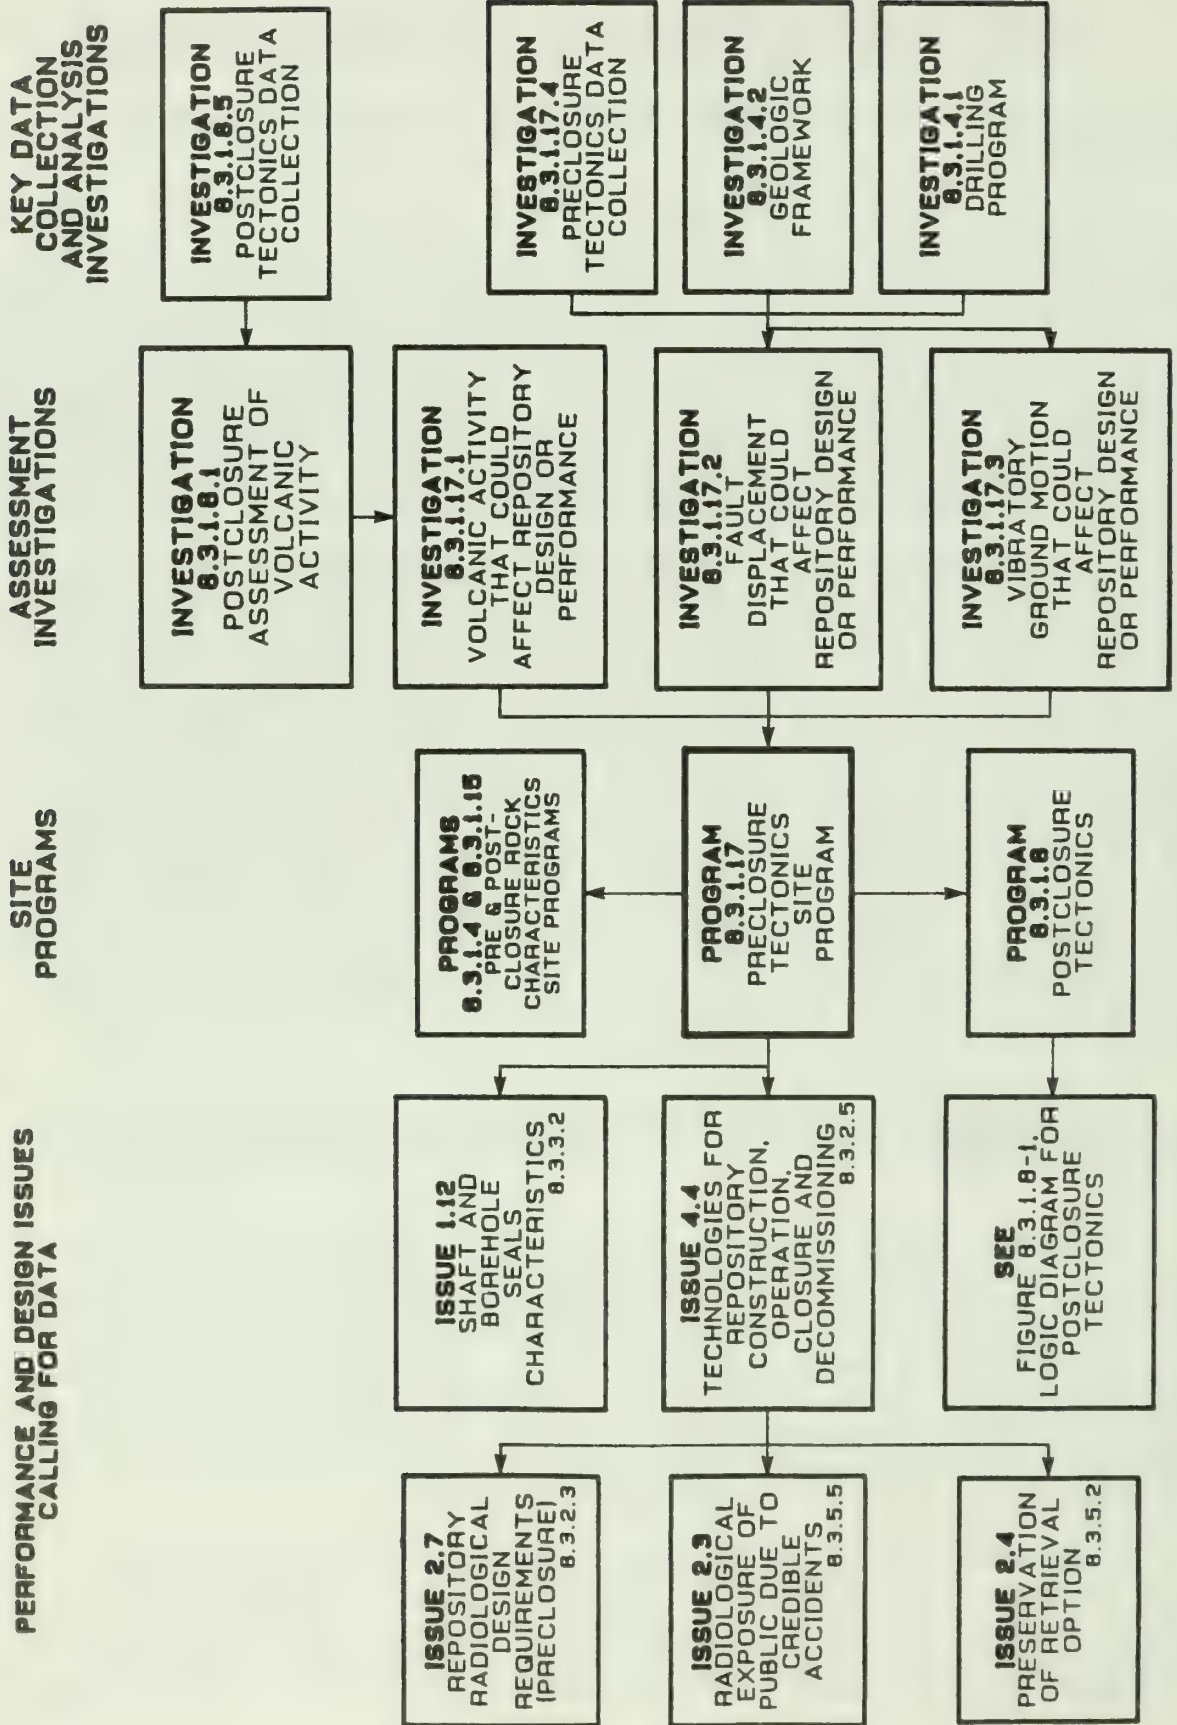 PERFORMANCE AND DESIGN ISSUES
CALLING FOR DATA
SITE
PROGRAMS
ASSESSMENT
INVESTIGATIONS
KEY DATA
COLLECTION
AND ANALYSIS
INVESTIGATIONS
ISSUE 2.7
REPOSITORY
RADIOLOGICAL
DESIGN
REQUIREMENTS
(PRECLOSURE)
8.3.2.3
ISSUE 2.3
RADIOLOGICAL
EXPOSURE OF
PUBLIC DUE TO
CREDIBLE
ACCIDENTS
8.3.5.5
ISSUE 2.4
PRESERVATION
OF RETRIEVAL
OPTION
8.3.5.2
ISSUE 1.12
SHAFT AND
BOREHOLE
SEALS
CHARACTERISTICS
8.3.3.2
ISSUE 4.4
TECHNOLOGIES FOR
REPOSITORY
CONSTRUCTION,
OPERATION,
CLOSURE AND
DECOMMISSIONING
8.3.2.5
SEE
FIGURE 8.3.1.8-1,
LOGIC DIAGRAM FOR
POSTCLOSURE
TECTONICS
PROGRAMS
8.3.1.4 & 8.3.1.15
PRE & POST-
CLOSURE ROCK
CHARACTERISTICS
SITE PROGRAMS
PROGRAM
8.3.1.17
PRECLOSURE
TECTONICS
SITE
PROGRAM
PROGRAM
8.3.1.8
POSTCLOSURE
TECTONICS
INVESTIGATION
8.3.1.8.1
POSTCLOSURE
ASSESSMENT OF
VOLCANIC
ACTIVITY
INVESTIGATION
8.3.1.17.1
VOLCANIC ACTIVITY
THAT COULD
AFFECT REPOSITORY
DESIGN OR
PERFORMANCE
INVESTIGATION
8.3.1.17.2
FAULT
DISPLACEMENT
THAT COULD
AFFECT
REPOSITORY DESIGN
OR PERFORMANCE
INVESTIGATION
8.3.1.17.3
VIBRATORY
GROUND MOTION
THAT COULD
AFFECT
REPOSITORY DESIGN
OR PERFORMANCE
INVESTIGATION
8.3.1.8.5
POSTCLOSURE
TECTONICS DATA
COLLECTION
INVESTIGATION
8.3.1.17.4
PRECLOSURE
TECTONICS DATA
COLLECTION
INVESTIGATION
8.3.1.4.2
GEOLOGIC
FRAMEWORK
INVESTIGATION
8.3.1.4.1
DRILLING
PROGRAM